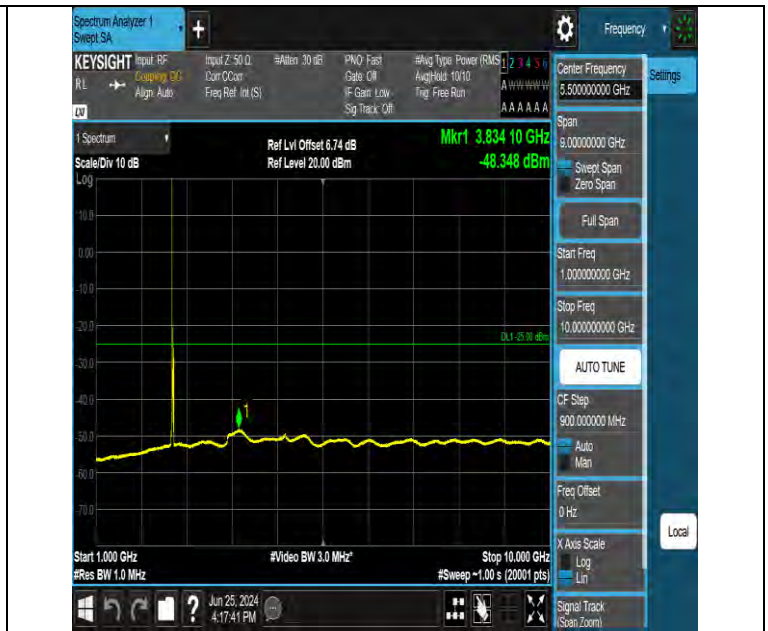 Spectrum Analyzer 1
Swept SA
+
Frequency
KEYSIGHT
RL
Input: RF
Coupling: DC
Align: Auto
Input Z: 50 Ω
Corr CCorr
Freq Ref: Int (S)
#Atten: 30 dB
PNO: Fast
Gate: Off
IF Gain: Low
Sig Track: Off
#Avg Type: Power (RMS
Avg|Hold: 10/10
Trig: Free Run
1 2 3 4 5 6
A W W W W W
A A A A A A
1 Spectrum
Scale/Div 10 dB
Log
Ref Lvl Offset 6.74 dB
Ref Level 20.00 dBm
Mkr1 3.834 10 GHz
-48.348 dBm
10.0
0.00
-10.0
-20.0
-30.0
-40.0
-50.0
-60.0
-70.0
DL1 -25.00 dBm
1
Start 1.000 GHz
#Res BW 1.0 MHz
#Video BW 3.0 MHz*
Stop 10.000 GHz
#Sweep ~1.00 s (20001 pts)
Center Frequency
5.500000000 GHz
Settings
Span
9.00000000 GHz
Swept Span
Zero Span
Full Span
Start Freq
1.000000000 GHz
Stop Freq
10.000000000 GHz
AUTO TUNE
CF Step
900.000000 MHz
Auto
Man
Freq Offset
0 Hz
X Axis Scale
Log
Lin
Signal Track
(Span Zoom)
Local
?
Jun 25, 2024
4:17:41 PM